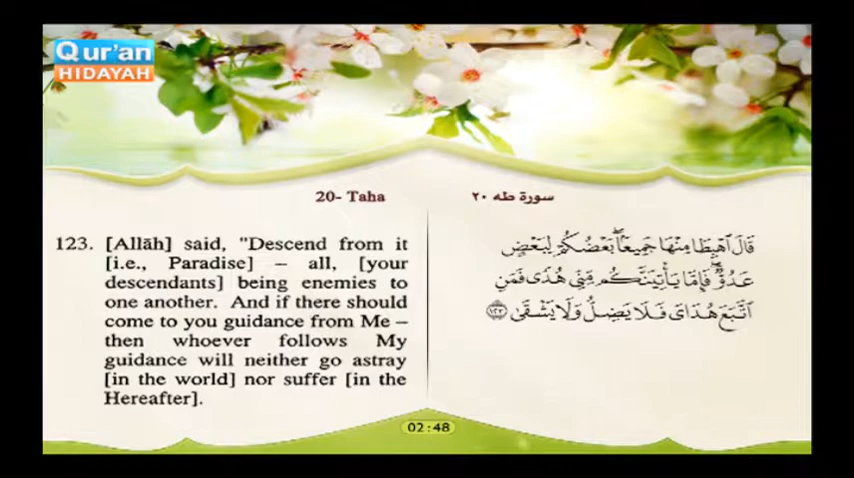 Qur'an
HIDAYAH
20- Taha
سورة طه ٢٠
123. [Allāh] said, "Descend from it
[i.e., Paradise] – all, [your
descendants] being enemies to
one another. And if there should
come to you guidance from Me –
then whoever follows My
guidance will neither go astray
[in the world] nor suffer [in the
Hereafter].
قَالَ ٱهْبِطَا مِنْهَا جَمِيعًۢا ۖ بَعْضُكُمْ لِبَعْضٍ
عَدُوٌّ ۖ فَإِمَّا يَأْتِيَنَّكُم مِّنِّى هُدًى فَمَنِ
ٱتَّبَعَ هُدَاىَ فَلَا يَضِلُّ وَلَا يَشْقَىٰ ١٢٣
02:48